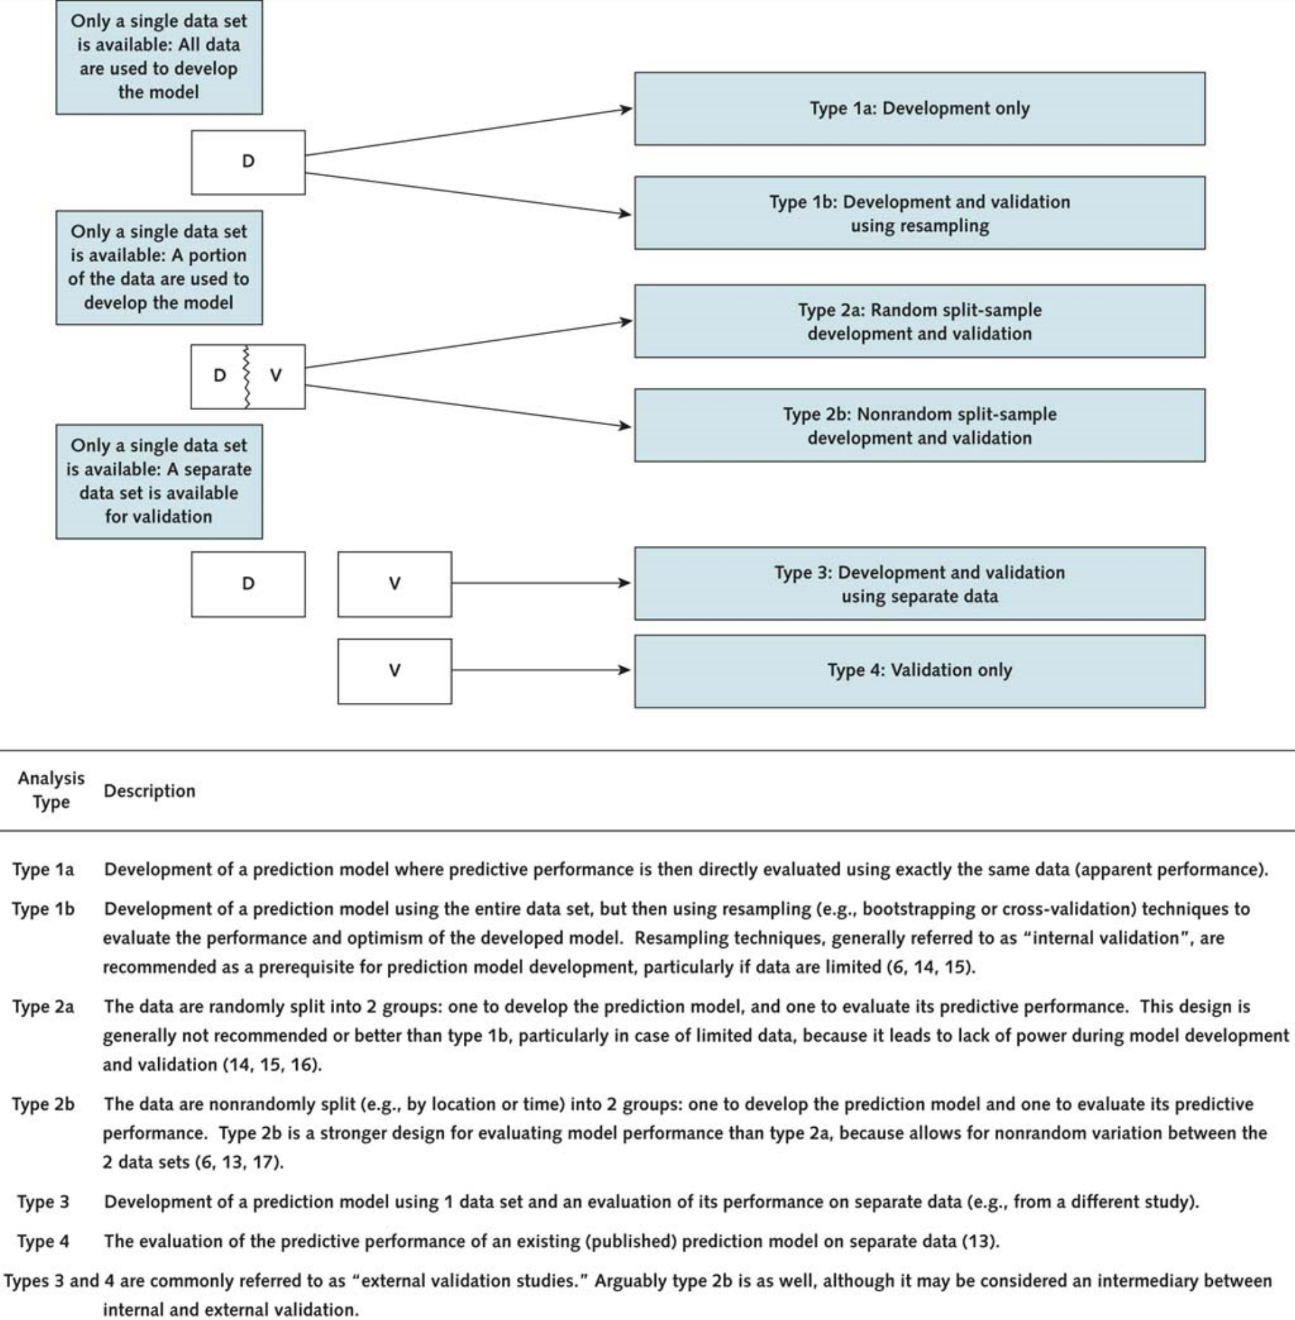 Only a single data set
is available: All data
are used to develop
the model
Type 1a: Development only
D
Type 1b: Development and validation
using resampling
Only a single data set
is available: A portion
of the data are used to
develop the model
Type 2a: Random split-sample
development and validation
D V
Type 2b: Nonrandom split-sample
development and validation
Only a single data set
is available: A separate
data set is available
for validation
D V
Type 3: Development and validation
using separate data
V
Type 4: Validation only
Analysis
Type
Description
Type 1a Development of a prediction model where predictive performance is then directly evaluated using exactly the same data (apparent performance).
Type 1b Development of a prediction model using the entire data set, but then using resampling (e.g., bootstrapping or cross-validation) techniques to
evaluate the performance and optimism of the developed model. Resampling techniques, generally referred to as “internal validation”, are
recommended as a prerequisite for prediction model development, particularly if data are limited (6, 14, 15).
Type 2a The data are randomly split into 2 groups: one to develop the prediction model, and one to evaluate its predictive performance. This design is
generally not recommended or better than type 1b, particularly in case of limited data, because it leads to lack of power during model development
and validation (14, 15, 16).
Type 2b The data are nonrandomly split (e.g., by location or time) into 2 groups: one to develop the prediction model and one to evaluate its predictive
performance. Type 2b is a stronger design for evaluating model performance than type 2a, because allows for nonrandom variation between the
2 data sets (6, 13, 17).
Type 3 Development of a prediction model using 1 data set and an evaluation of its performance on separate data (e.g., from a different study).
Type 4 The evaluation of the predictive performance of an existing (published) prediction model on separate data (13).
Types 3 and 4 are commonly referred to as “external validation studies.” Arguably type 2b is as well, although it may be considered an intermediary between
internal and external validation.